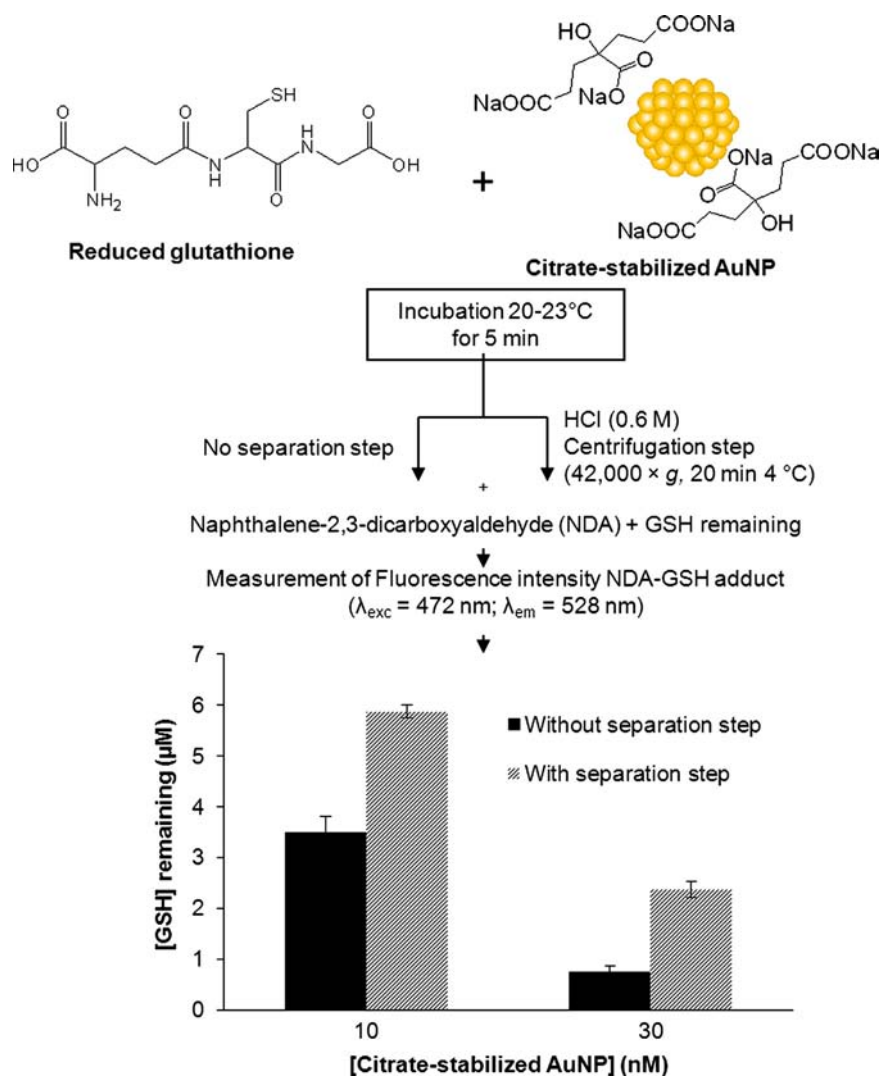 HO
COONa
O
NaOOC
NaO
SH
O
O
H
N
O
HO
N
H
OH
NH2
O
+
ONa
COONa
O
NaOOC
OH
Reduced glutathione
Citrate-stabilized AuNP
Incubation 20-23°C
for 5 min
No separation step
HCl (0.6 M)
Centrifugation step
(42,000 × g, 20 min 4 °C)
+
Naphthalene-2,3-dicarboxyaldehyde (NDA) + GSH remaining
Measurement of Fluorescence intensity NDA-GSH adduct
(λexc = 472 nm; λem = 528 nm)
7
6
5
4
3
2
1
0
[GSH] remaining (µM)
Without separation step
With separation step
10
30
[Citrate-stabilized AuNP] (nM)